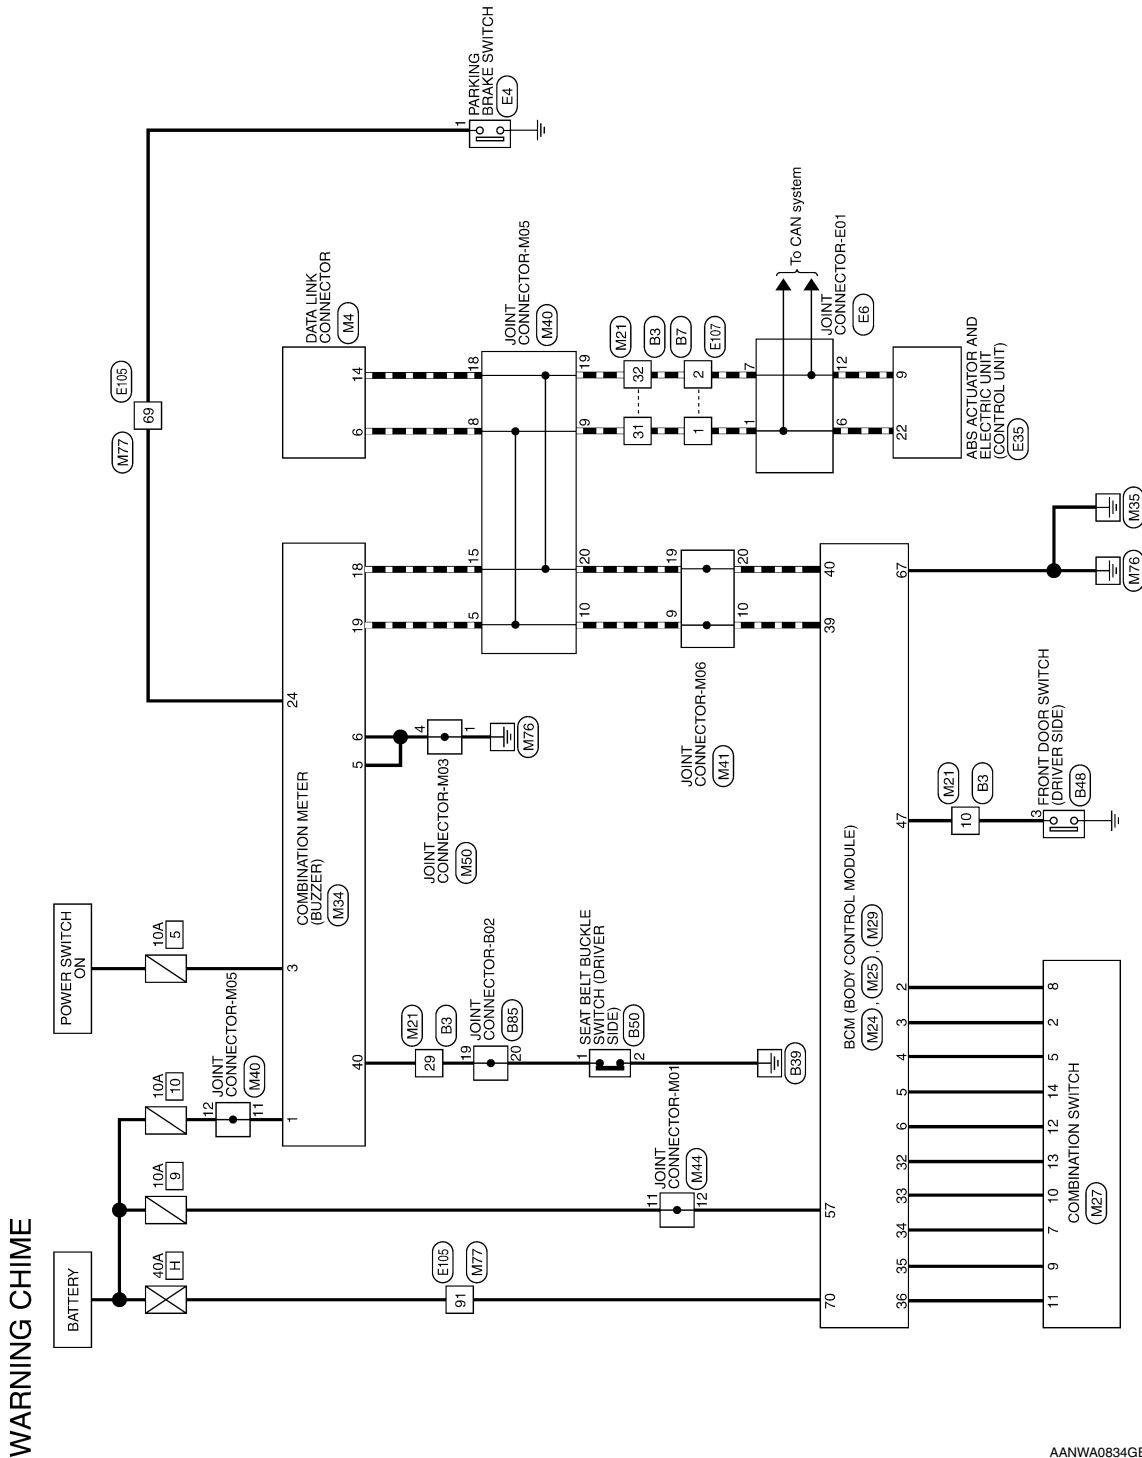 WARNING CHIME
BATTERY
POWER SWITCH
ON
40A
H
10A
9
10A
10
10A
5
12
JOINT
CONNECTOR-M05
M40
11
E105
91
M77
M77
69
E105
1
PARKING
BRAKE SWITCH
E4
1
3
24
COMBINATION METER
(BUZZER)
M34
40
5
6
19
18
DATA LINK
CONNECTOR
M4
6
14
M21
29
B3
19
JOINT
CONNECTOR-B02
B85
20
1
SEAT BELT BUCKLE
SWITCH (DRIVER
SIDE)
B50
2
B39
4
1
JOINT
CONNECTOR-M03
M50
M76
5
15
8
18
JOINT
CONNECTOR-M05
M40
10
20
9
19
31
32
M21
B3
1
2
B7
E107
1
7
To CAN system
JOINT
CONNECTOR-E01
E6
6
12
22
9
ABS ACTUATOR AND
ELECTRIC UNIT
(CONTROL UNIT)
E35
9
19
10
20
JOINT
CONNECTOR-M06
M41
11
JOINT
CONNECTOR-M01
M44
12
70
57
39
40
BCM (BODY CONTROL MODULE)
M24 , M25 , M29
36
35
34
33
32
6
5
4
3
2
47
67
M21
10
B3
3
FRONT DOOR SWITCH
(DRIVER SIDE)
B48
M76
M35
11
9
7
10
13
12
14
5
2
8
COMBINATION SWITCH
M27
AANWA0834GB